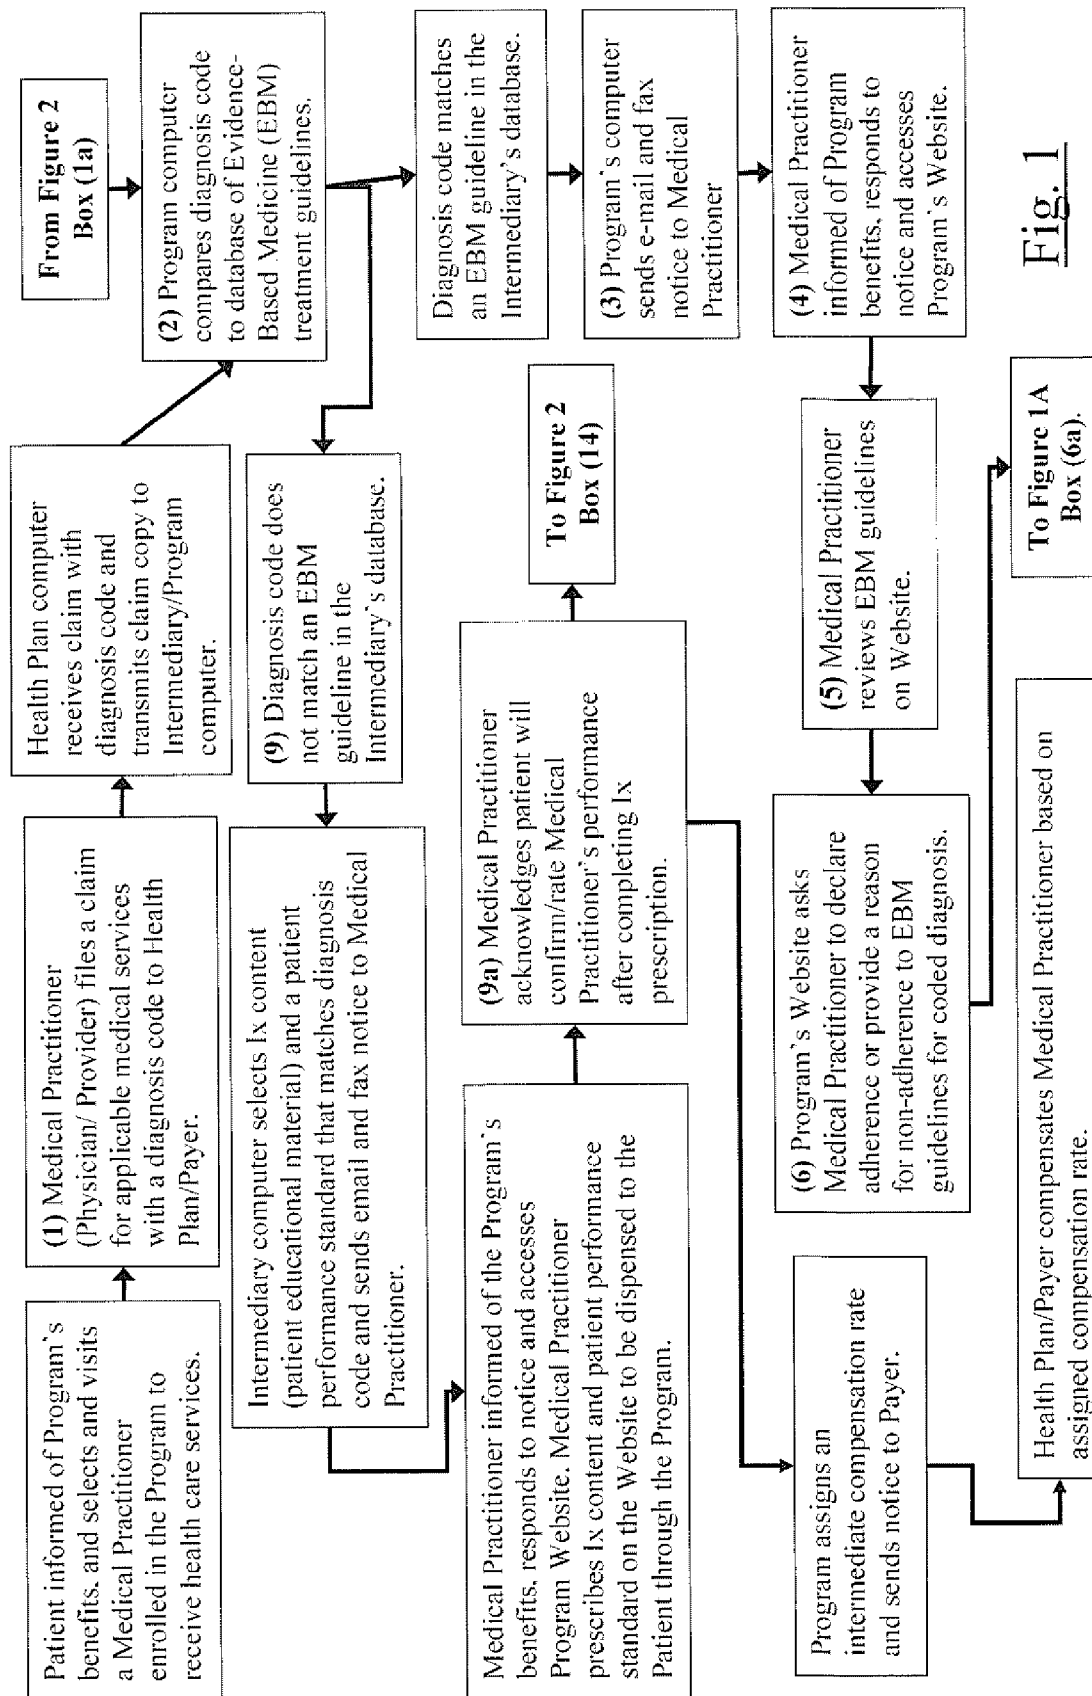 Patient informed of Program`s
benefits, and selects and visits
a Medical Practitioner
enrolled in the Program to
receive health care services.
(1) Medical Practitioner
(Physician/ Provider) files a claim
for applicable medical services
with a diagnosis code to Health
Plan/Payer.
Health Plan computer
receives claim with
diagnosis code and
transmits claim copy to
Intermediary/Program
computer.
From Figure 2
Box (1a)
(2) Program computer
compares diagnosis code
to database of Evidence-
Based Medicine (EBM)
treatment guidelines.
Intermediary computer selects Ix content
(patient educational material) and a patient
performance standard that matches diagnosis
code and sends email and fax notice to Medical
Practitioner.
(9) Diagnosis code does
not match an EBM
guideline in the
Intermediary`s database.
Diagnosis code matches
an EBM guideline in the
Intermediary`s database.
Medical Practitioner informed of the Program`s
benefits, responds to notice and accesses
Program Website. Medical Practitioner
prescribes Ix content and patient performance
standard on the Website to be dispensed to the
Patient through the Program.
(9a) Medical Practitioner
acknowledges patient will
confirm/rate Medical
Practitioner`s performance
after completing Ix
prescription.
To Figure 2
Box (14)
(3) Program`s computer
sends e-mail and fax
notice to Medical
Practitioner
(4) Medical Practitioner
informed of Program
benefits, responds to
notice and accesses
Program`s Website.
(5) Medical Practitioner
reviews EBM guidelines
on Website.
(6) Program`s Website asks
Medical Practitioner to declare
adherence or provide a reason
for non-adherence to EBM
guidelines for coded diagnosis.
Program assigns an
intermediate compensation rate
and sends notice to Payer.
Health Plan/Payer compensates Medical Practitioner based on
assigned compensation rate.
To Figure 1A
Box (6a).
Fig. 1